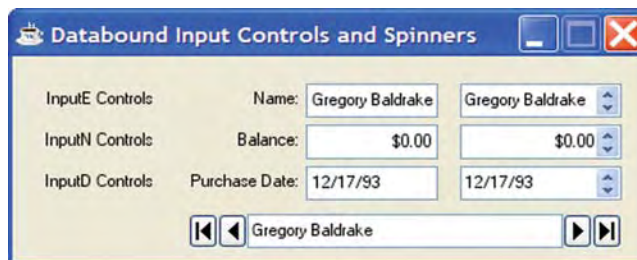 Databound Input Controls and Spinners
InputE Controls Name: Gregory Baldrake Gregory Baldrake
InputN Controls Balance: $0.00 $0.00
InputD Controls Purchase Date: 12/17/93 12/17/93
Gregory Baldrake